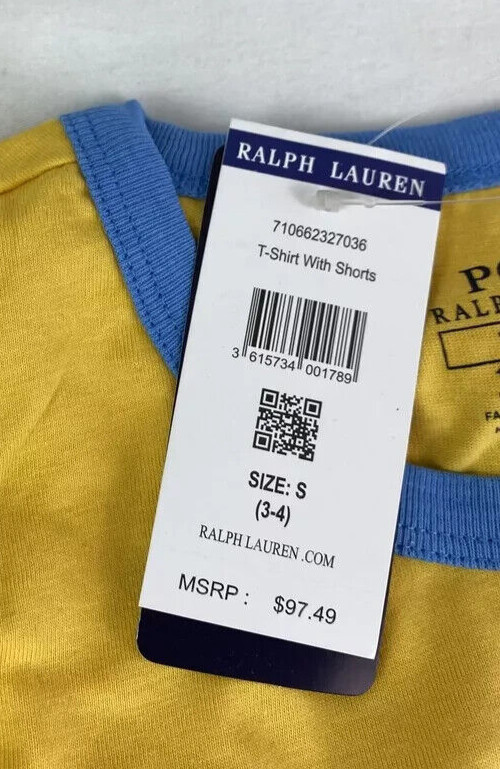 RALPH LAUREN
710662327036
T-Shirt With Shorts
3 615734 001789
SIZE: S
(3-4)
RALPH LAUREN.COM
MSRP : $97.49